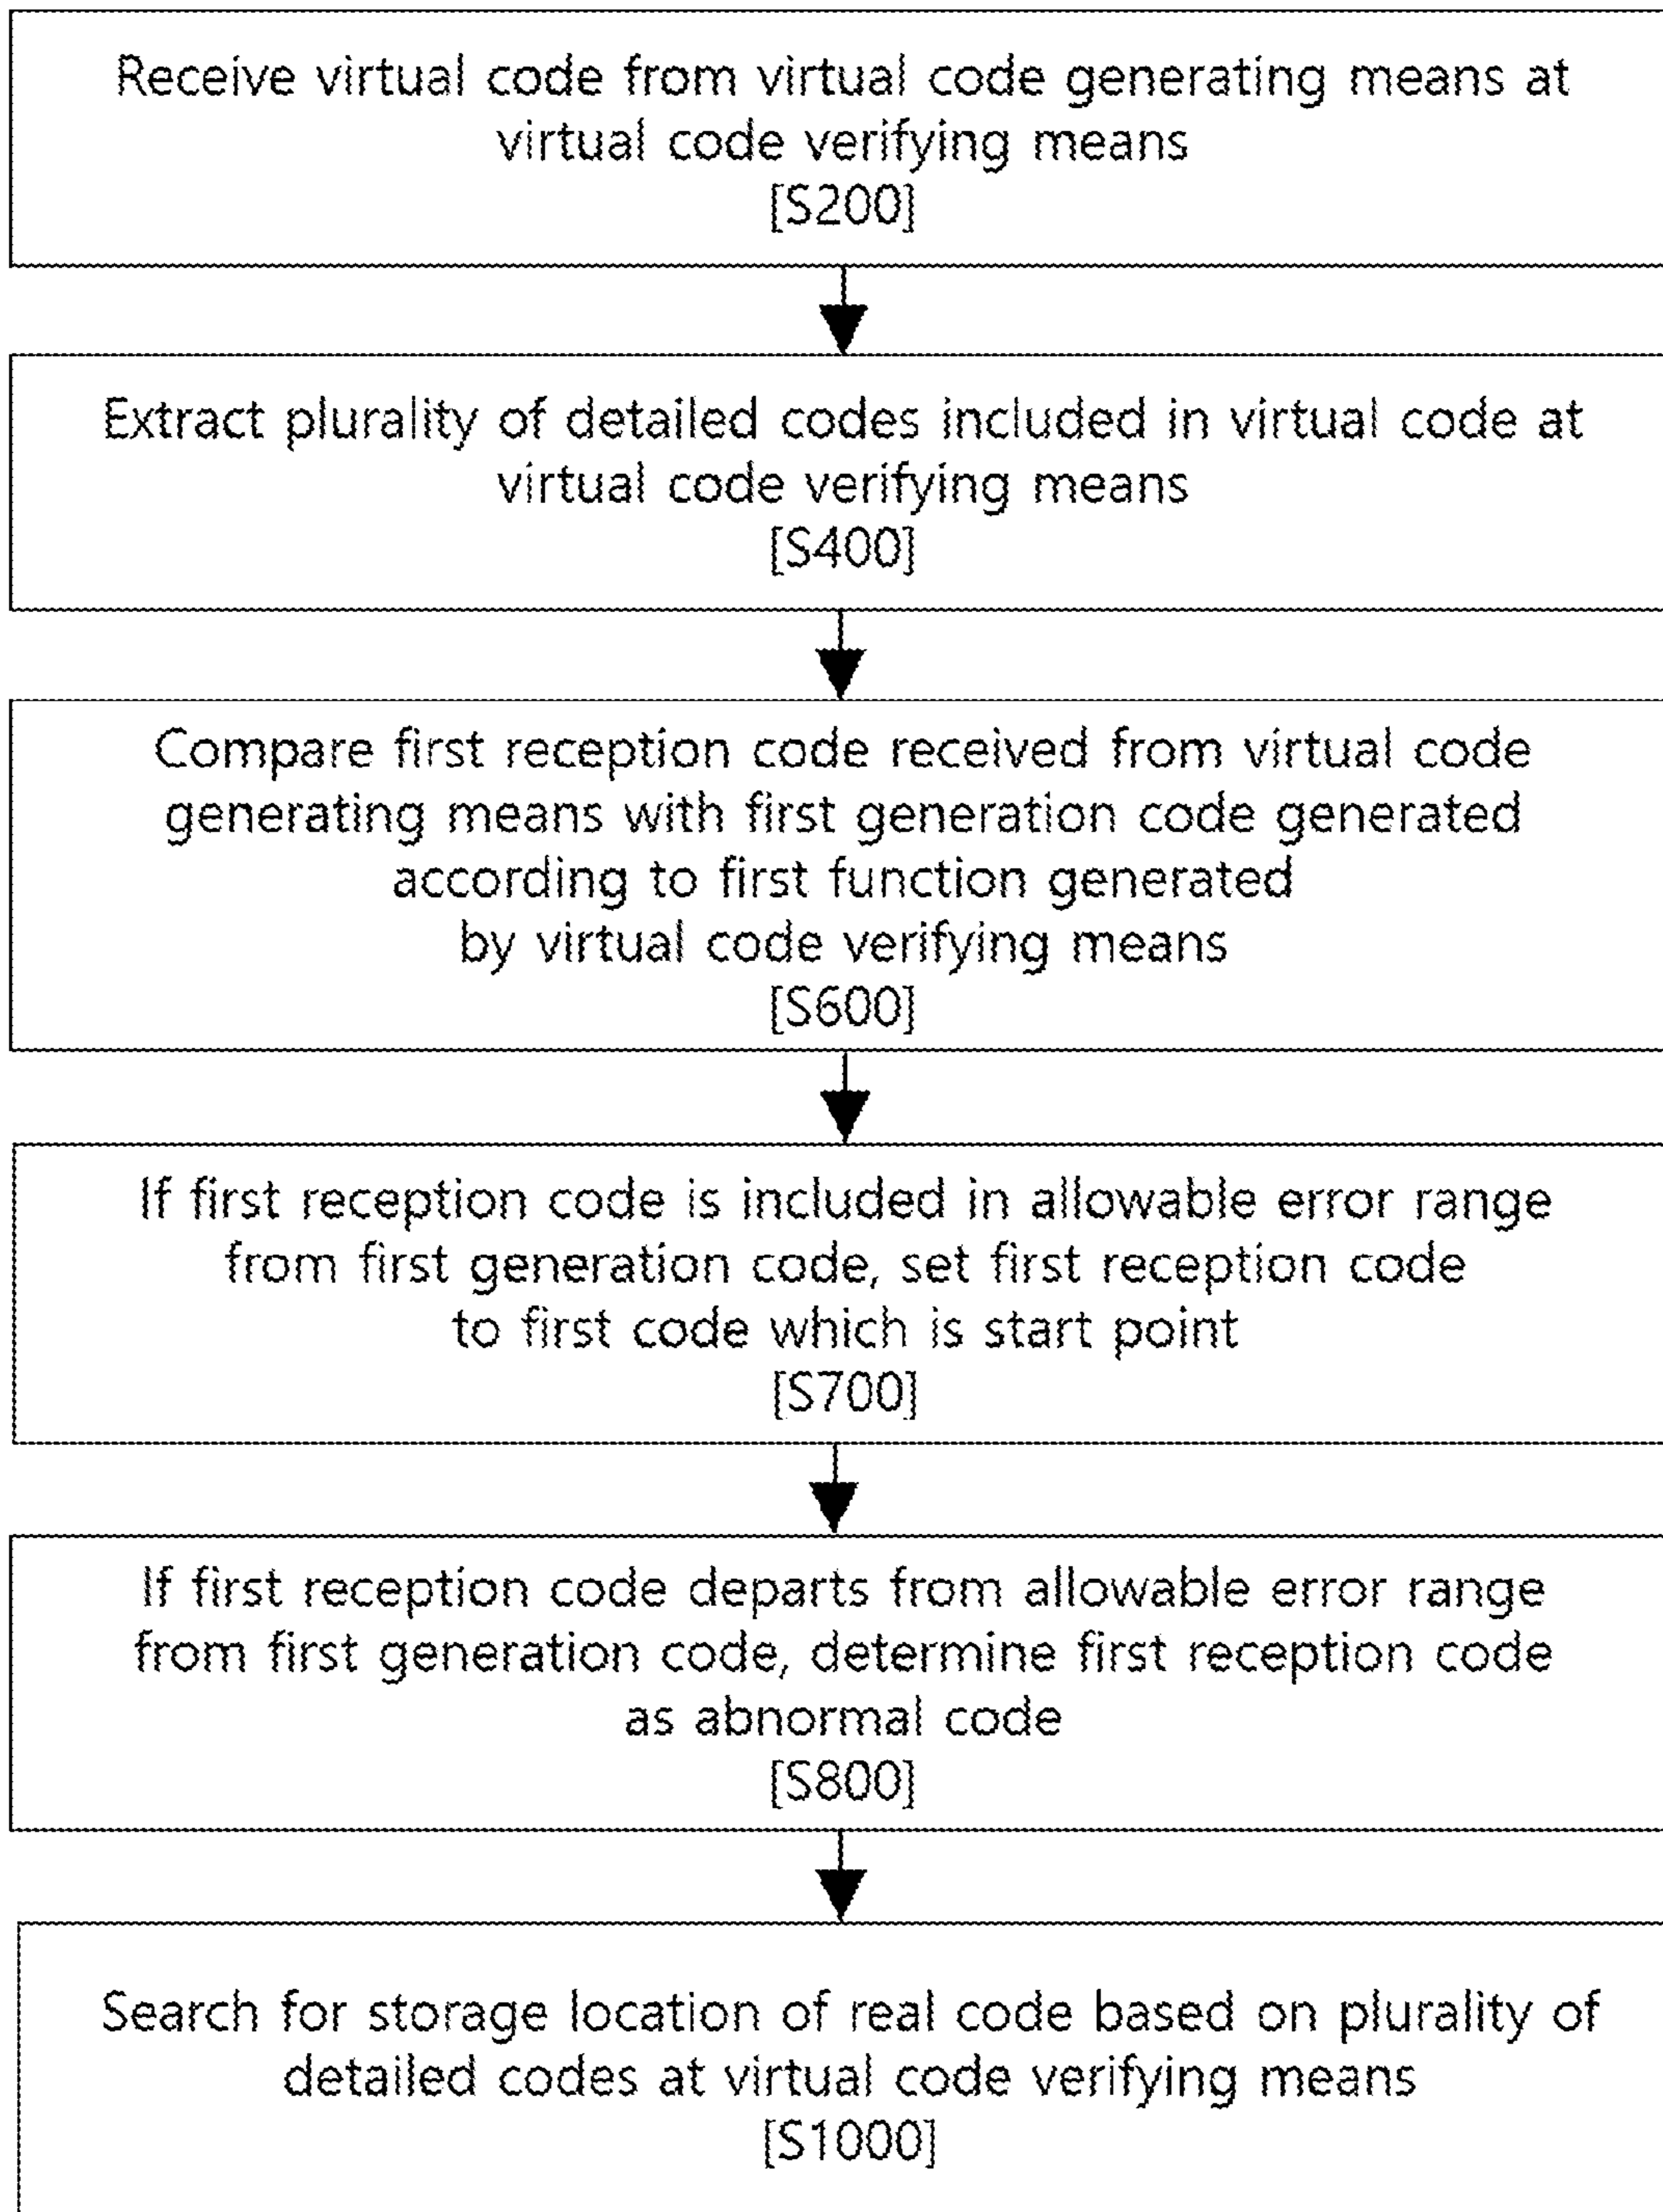 Receive virtual code from virtual code generating means at
virtual code verifying means
[S200]
Extract plurality of detailed codes included in virtual code at
virtual code verifying means
[S400]
Compare first reception code received from virtual code
generating means with first generation code generated
according to first function generated
by virtual code verifying means
[S600]
If first reception code is included in allowable error range
from first generation code, set first reception code
to first code which is start point
[S700]
If first reception code departs from allowable error range
from first generation code, determine first reception code
as abnormal code
[S800]
Search for storage location of real code based on plurality of
detailed codes at virtual code verifying means
[S1000]